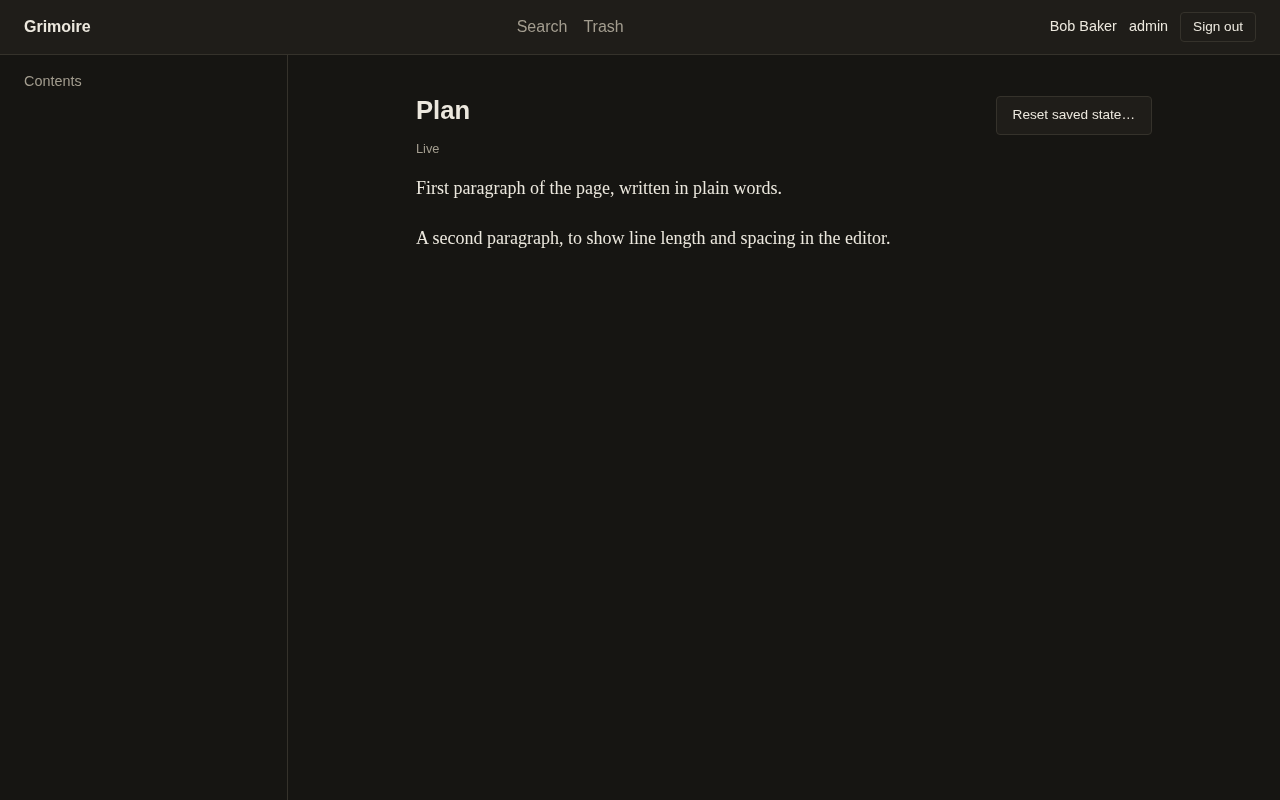 Grimoire
Search Trash
Bob Baker admin Sign out
Contents
Plan
Reset saved state…
Live
First paragraph of the page, written in plain words.
A second paragraph, to show line length and spacing in the editor.